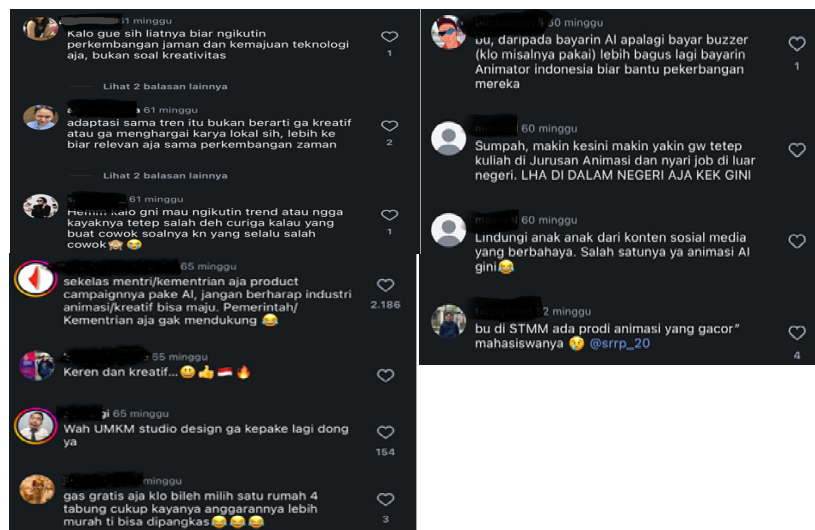 61 minggu
Kalo gue sih liatnya biar ngikutin
perkembangan jaman dan kemajuan teknologi
aja, bukan soal kreativitas
1
Lihat 2 balasan lainnya
a 61 minggu
adaptasi sama tren itu bukan berarti ga kreatif
atau ga menghargai karya lokal sih, lebih ke
biar relevan aja sama perkembangan zaman
2
Lihat 2 balasan lainnya
s 61 minggu
Hemm kalo gni mau ngikutin trend atau ngga
kayaknya tetep salah deh curiga kalau yang
buat cowok soalnya kn yang selalu salah
cowok🙈😂
1
65 minggu
sekelas mentri/kementrian aja product
campaignnya pake AI, jangan berharap industri
animasi/kreatif bisa maju. Pemerintah/
Kementrian aja gak mendukung 😂
2.186
65 minggu
Keren dan kreatif...😃👍🇮🇩🔥
gi 65 minggu
Wah UMKM studio design ga kepake lagi dong
ya
154
minggu
gas gratis aja klo bileh milih satu rumah 4
tabung cukup kayanya anggarannya lebih
murah ti bisa dipangkas😂😂😂
3
60 minggu
bu, daripada bayarin AI apalagi bayar buzzer
(klo misalnya pakai) lebih bagus lagi bayarin
Animator indonesia biar bantu pekerbangan
mereka
1
60 minggu
Sumpah, makin kesini makin yakin gw tetep
kuliah di Jurusan Animasi dan nyari job di luar
negeri. LHA DI DALAM NEGERI AJA KEK GINI
60 minggu
Lindungi anak anak dari konten sosial media
yang berbahaya. Salah satunya ya animasi AI
gini😂
2 minggu
bu di STMM ada prodi animasi yang gacor”
mahasiswanya 😢 @srrp_20
4